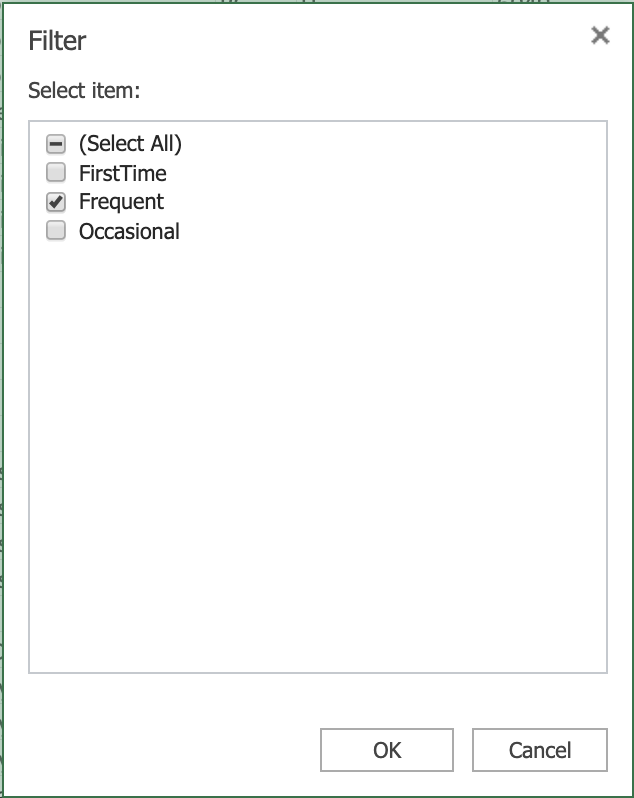 Filter
Select item:
(Select All)
FirstTime
Frequent
Occasional
OK
Cancel